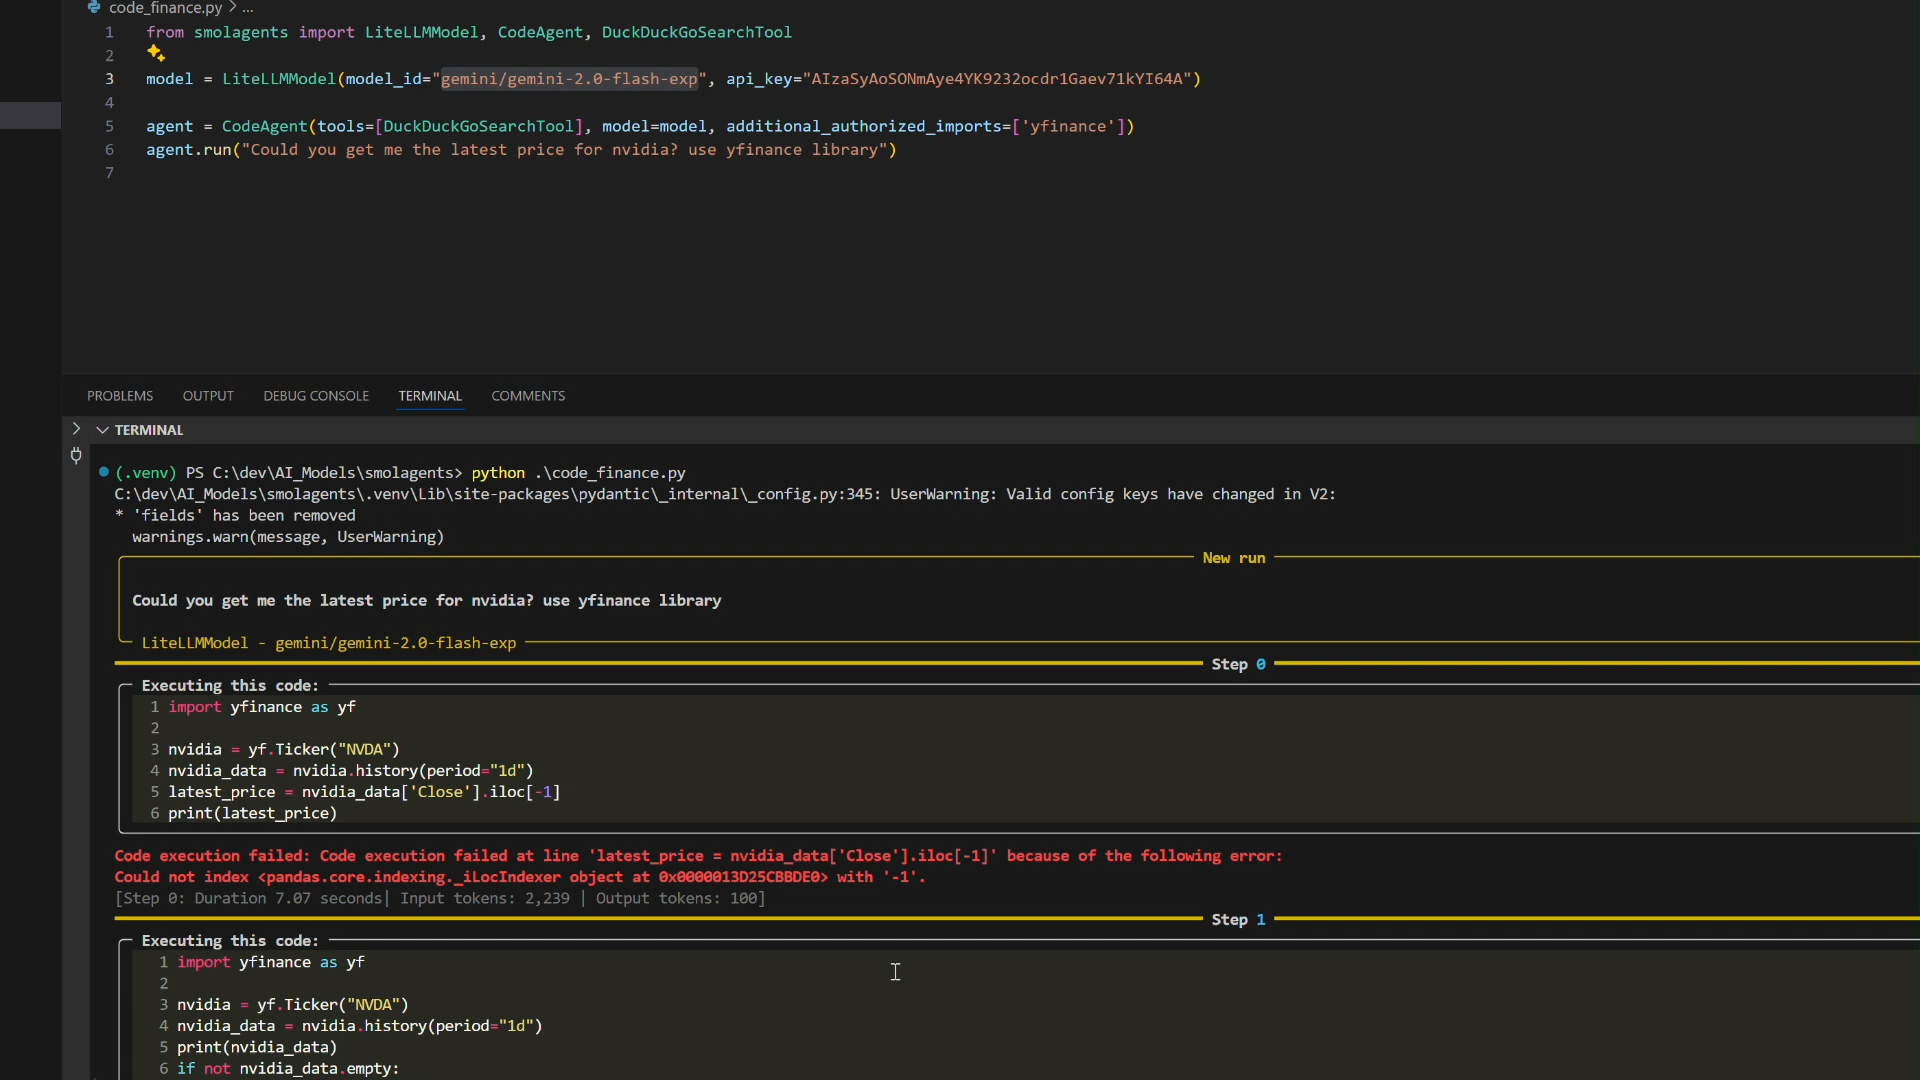 code_finance.py > ...
1 from smolagents import LiteLLMModel, CodeAgent, DuckDuckGoSearchTool
2
3 model = LiteLLMModel(model_id="gemini/gemini-2.0-flash-exp", api_key="AIzaSyAoSONmAye4YK9232ocdr1Gaev71kYI64A")
4
5 agent = CodeAgent(tools=[DuckDuckGoSearchTool], model=model, additional_authorized_imports=['yfinance'])
6 agent.run("Could you get me the latest price for nvidia? use yfinance library")
7
PROBLEMS OUTPUT DEBUG CONSOLE TERMINAL COMMENTS
TERMINAL
(.venv) PS C:\dev\AI_Models\smolagents> python .\code_finance.py
C:\dev\AI_Models\smolagents\.venv\Lib\site-packages\pydantic\_internal\_config.py:345: UserWarning: Valid config keys have changed in V2:
* 'fields' has been removed
warnings.warn(message, UserWarning)
New run
Could you get me the latest price for nvidia? use yfinance library
LiteLLMModel - gemini/gemini-2.0-flash-exp
Step 0
Executing this code:
1 import yfinance as yf
2
3 nvidia = yf.Ticker("NVDA")
4 nvidia_data = nvidia.history(period="1d")
5 latest_price = nvidia_data['Close'].iloc[-1]
6 print(latest_price)
Code execution failed: Code execution failed at line 'latest_price = nvidia_data['Close'].iloc[-1]' because of the following error:
Could not index <pandas.core.indexing._iLocIndexer object at 0x0000013D25CBBDE0> with '-1'.
[Step 0: Duration 7.07 seconds| Input tokens: 2,239 | Output tokens: 100]
Step 1
Executing this code:
1 import yfinance as yf
2
3 nvidia = yf.Ticker("NVDA")
4 nvidia_data = nvidia.history(period="1d")
5 print(nvidia_data)
6 if not nvidia_data.empty: